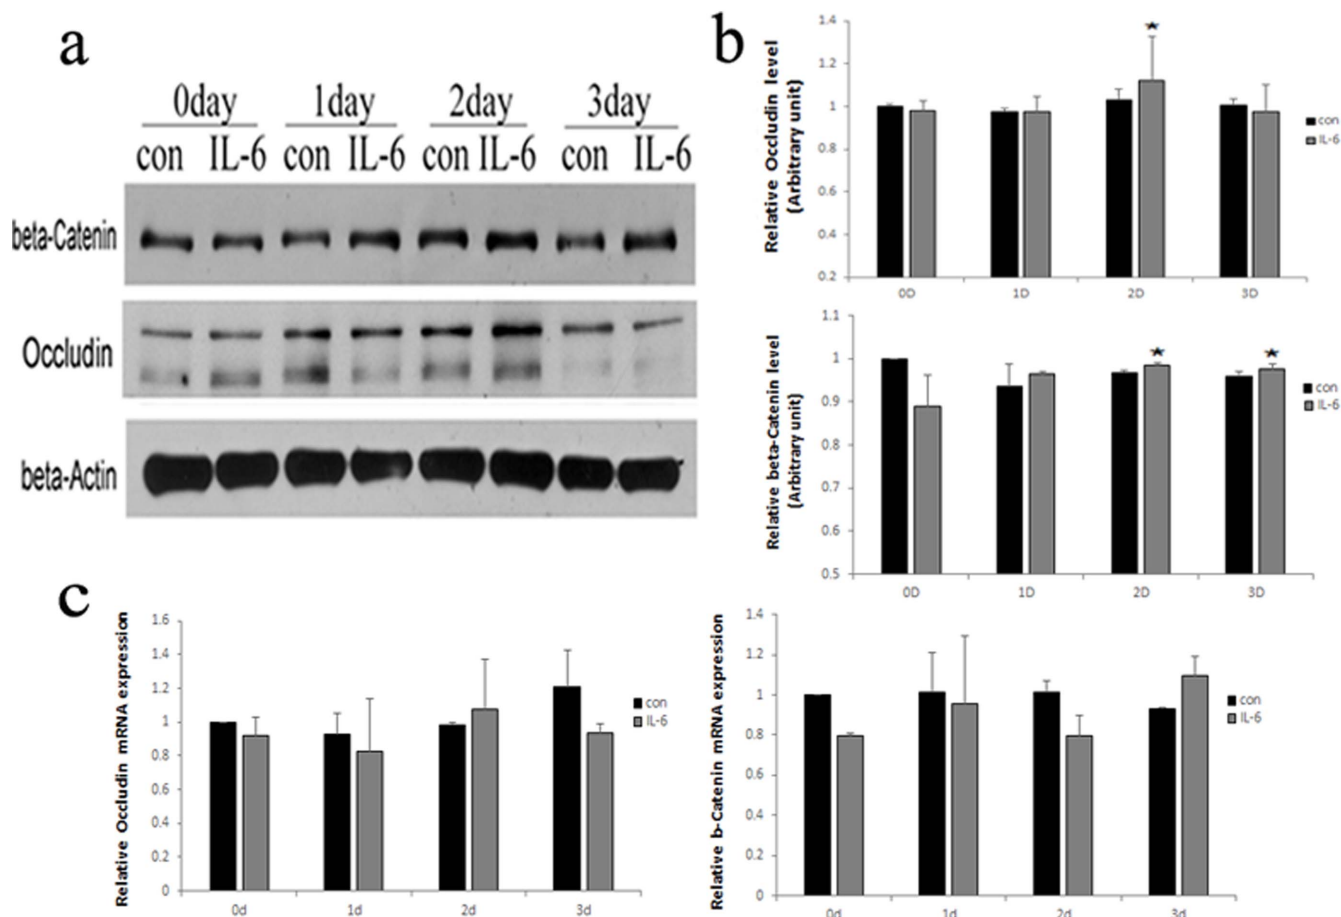 a
0day 1day 2day 3day
con IL-6 con IL-6 con IL-6 con IL-6
beta-Catenin
Occludin
beta-Actin
b
Relative Occludin level
(Arbitrary unit)
1.4
1.2
1
0.8
0.6
0.4
0.2
0D 1D 2D 3D
★
con
IL-6
Relative beta-Catenin level
(Arbitrary unit)
1.1
1
0.9
0.8
0.7
0.6
0.5
0D 1D 2D 3D
★ ★
con
IL-6
c
Relative Occludin mRNA expression
1.6
1.4
1.2
1
0.8
0.6
0.4
0.2
0
0d 1d 2d 3d
con
IL-6
Relative b-Catenin mRNA expression
1.4
1.2
1
0.8
0.6
0.4
0.2
0
0d 1d 2d 3d
con
IL-6